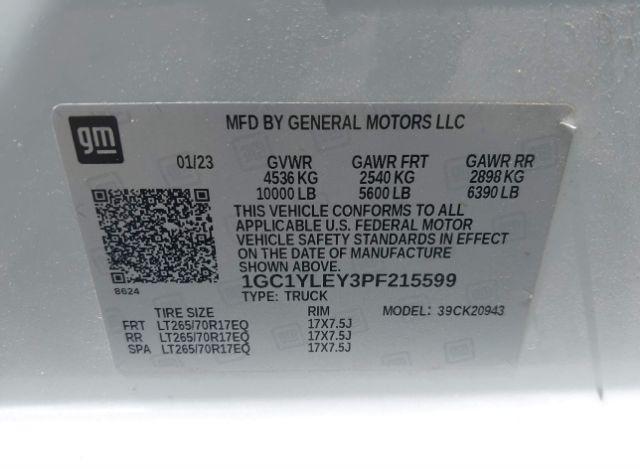 gm
MFD BY GENERAL MOTORS LLC
01/23 GVWR GAWR FRT GAWR RR
4536 KG 2540 KG 2898 KG
10000 LB 5600 LB 6390 LB
THIS VEHICLE CONFORMS TO ALL
APPLICABLE U.S. FEDERAL MOTOR
VEHICLE SAFETY STANDARDS IN EFFECT
ON THE DATE OF MANUFACTURE
SHOWN ABOVE.
8624
1GC1YLEY3PF215599
TYPE: TRUCK MODEL: 39CK20943
TIRE SIZE RIM
FRT LT265/70R17EQ 17X7.5J
RR LT265/70R17EQ 17X7.5J
SPA LT265/70R17EQ 17X7.5J